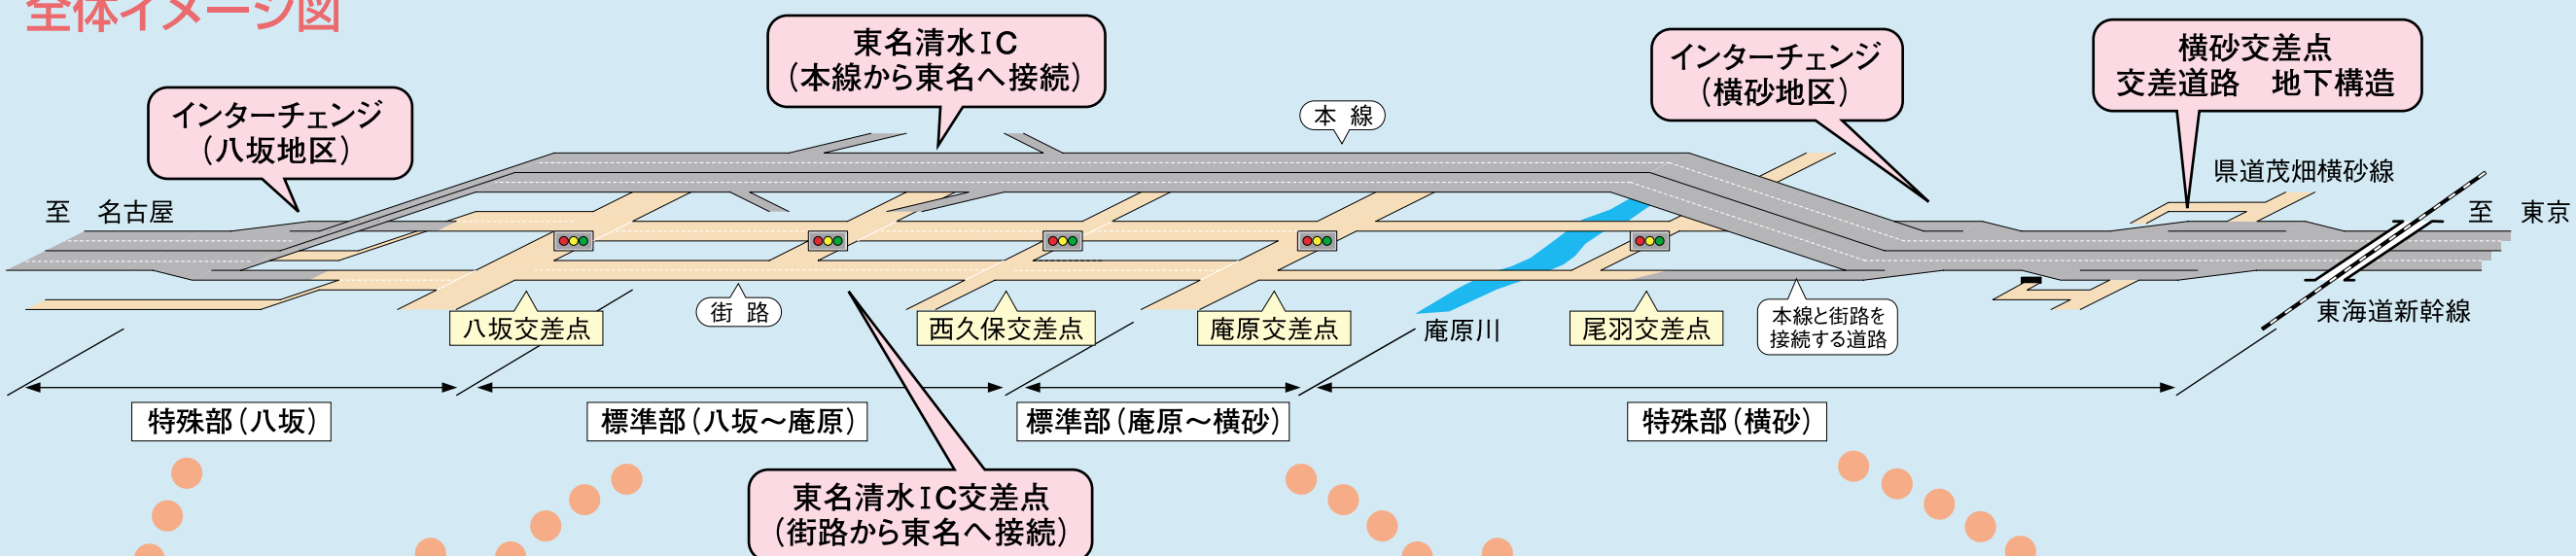 全体イメージ図
インターチェンジ
（八坂地区）
東名清水IC
（本線から東名へ接続）
本 線
インターチェンジ
（横砂地区）
横砂交差点
交差道路　地下構造
至　名古屋
県道茂畑横砂線
至　東京
八坂交差点
街 路
西久保交差点
庵原交差点
庵原川
尾羽交差点
本線と街路を
接続する道路
東海道新幹線
特殊部（八坂）
標準部（八坂〜庵原）
標準部（庵原〜横砂）
特殊部（横砂）
東名清水IC交差点
（街路から東名へ接続）